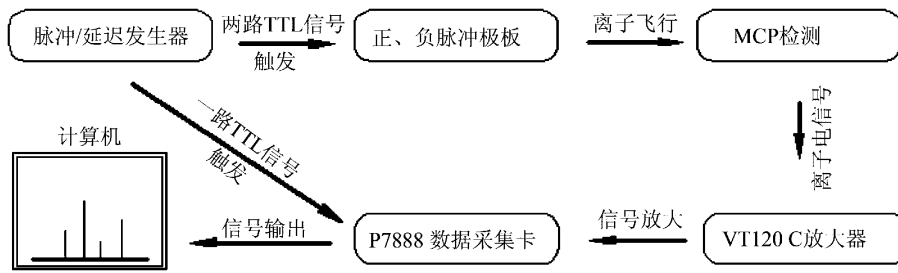 脉冲/延迟发生器
两路TTL信号
触发
正、负脉冲极板
离子飞行
MCP检测
离子电信号
一路TTL信号
触发
计算机
信号输出
P7888 数据采集卡
信号放大
VT120 C放大器